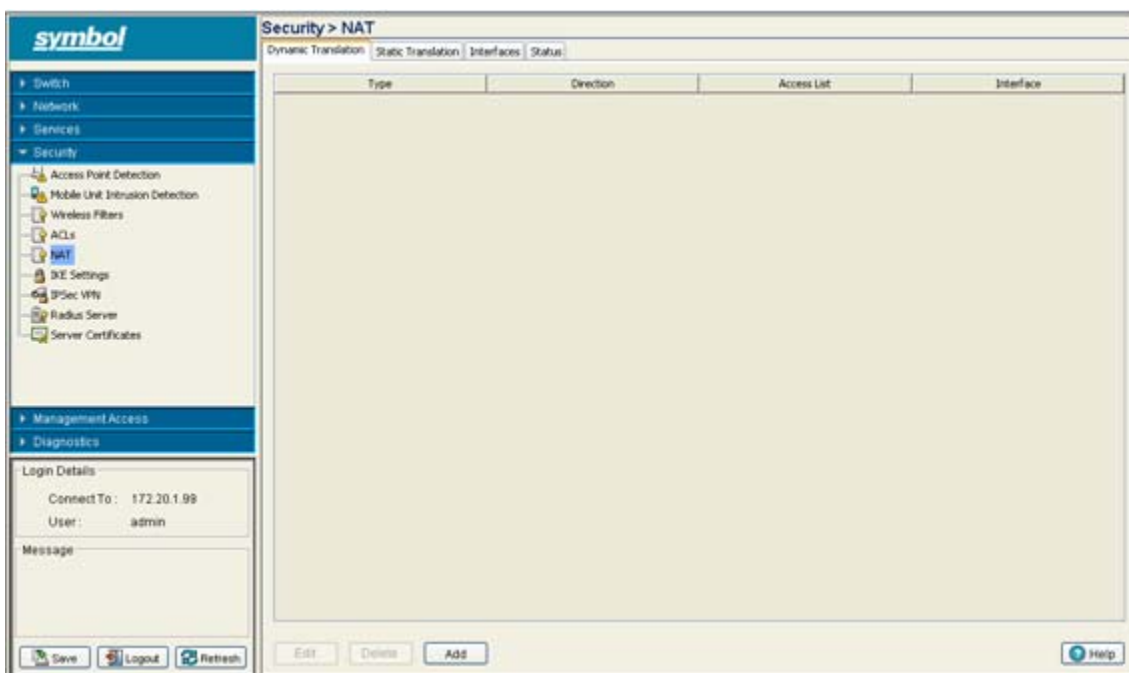 symbol
Security > NAT
Dynamic Translation Static Translation Interfaces Status
Type Direction Access List Interface
Switch
Network
Services
Security
Access Point Detection
Mobile Unit Intrusion Detection
Wireless Filters
ACLs
NAT
IKE Settings
IPSec VPN
Radius Server
Server Certificates
Management Access
Diagnostics
Login Details
Connect To : 172.20.1.99
User : admin
Message
Save Logout Refresh
Edit Delete Add Help